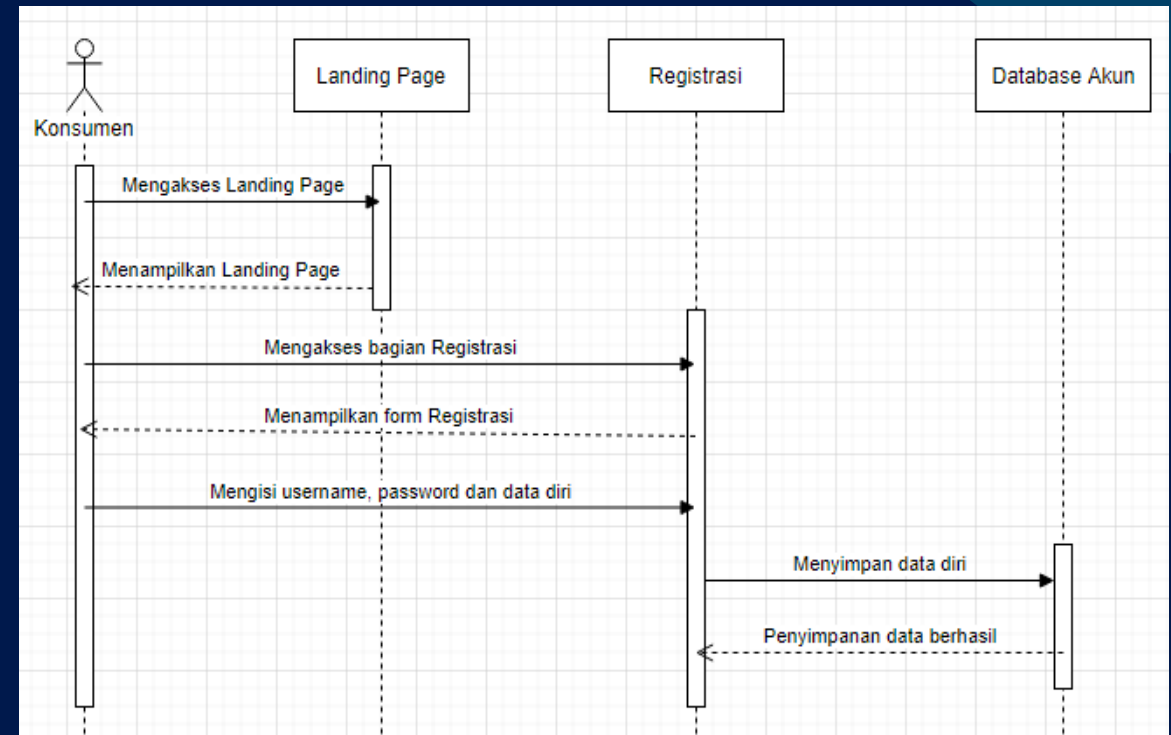 Landing Page
Registrasi
Database Akun
Konsumen
Mengakses Landing Page
Menampilkan Landing Page
Mengakses bagian Registrasi
Menampilkan form Registrasi
Mengisi username, password dan data diri
Menyimpan data diri
Penyimpanan data berhasil